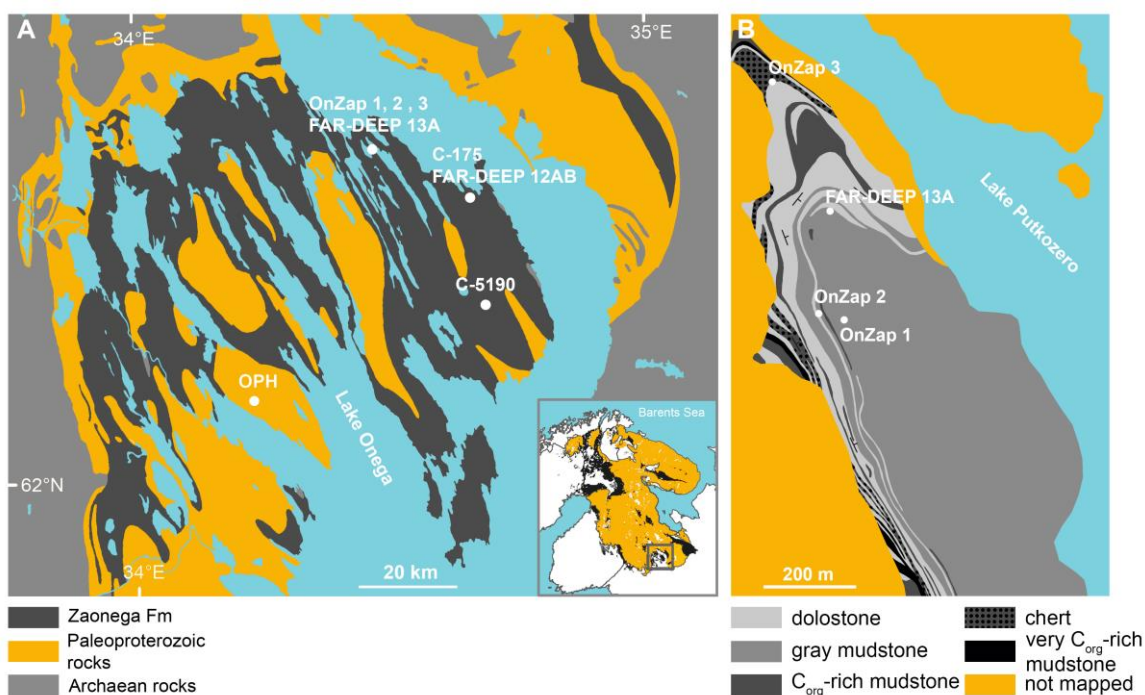 A
34°E
35°E
OnZap 1, 2 , 3
FAR-DEEP 13A
C-175
FAR-DEEP 12AB
C-5190
OPH
Lake Onega
62°N
34°E
20 km
Barents Sea
Zaonega Fm
Paleoproterozoic
rocks
Archaean rocks
B
OnZap 3
Lake Putkozero
FAR-DEEP 13A
OnZap 2
OnZap 1
200 m
dolostone
gray mudstone
Corg-rich mudstone
chert
very Corg-rich
mudstone
not mapped